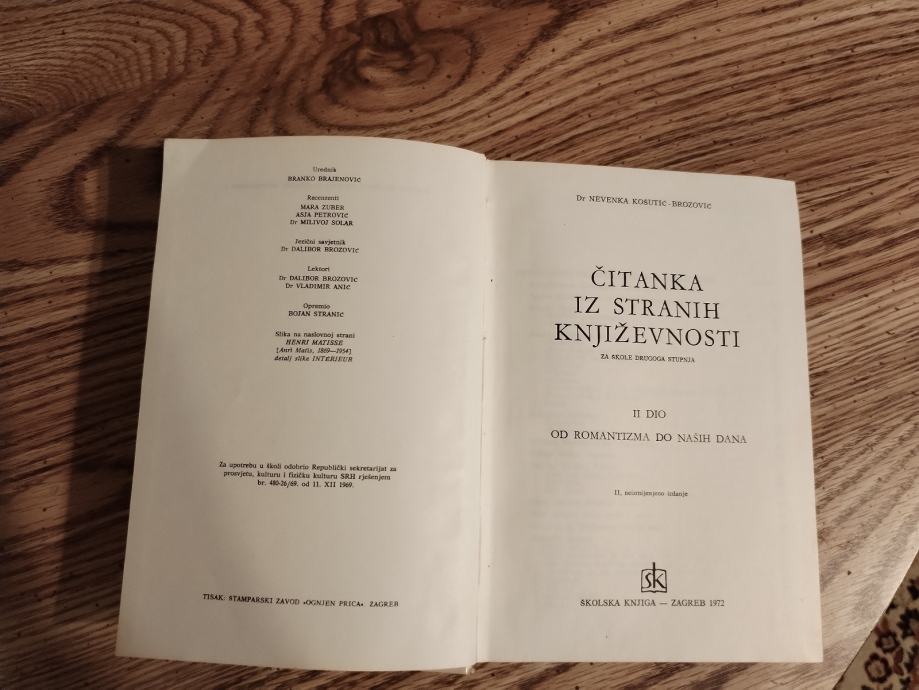 Urednik
BRANKO BRAJENOVIĆ
Recenzenti
MARA ZUBER
ASJA PETROVIĆ
Dr MILIVOJ SOLAR
Jezični savjetnik
Dr DALIBOR BROZOVIĆ
Lektori
Dr DALIBOR BROZOVIĆ
Dr VLADIMIR ANIĆ
Opremio
BOJAN STRANIĆ
Slika na naslovnoj strani
HENRI MATISSE
[Anri Matis, 1869—1954]
detalj slike INTERIEUR
Za upotrebu u školi odobrio Republički sekretarijat za
prosvjetu, kulturu i fizičku kulturu SRH rješenjem
br. 480-26/69. od 11. XII 1969.
TISAK: ŠTAMPARSKI ZAVOD »OGNJEN PRICA« ZAGREB
Dr NEVENKA KOŠUTIĆ-BROZOVIĆ
ČITANKA
IZ STRANIH
KNJIŽEVNOSTI
ZA ŠKOLE DRUGOGA STUPNJA
II DIO
OD ROMANTIZMA DO NAŠIH DANA
II, neizmijenjeno izdanje
šk
ŠKOLSKA KNJIGA — ZAGREB 1972